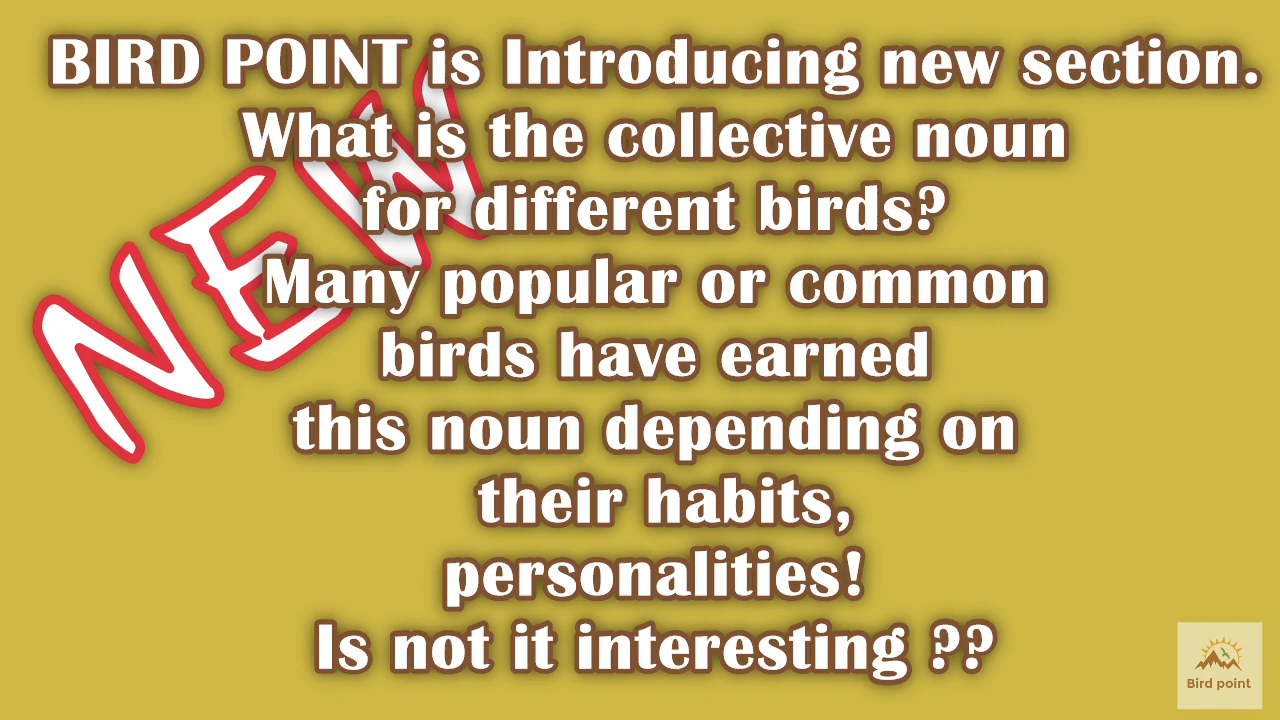 BIRD POINT is Introducing new section.
What is the collective noun
for different birds?
Many popular or common
birds have earned
this noun depending on
their habits,
personalities!
Is not it interesting ??
NEW
Bird point